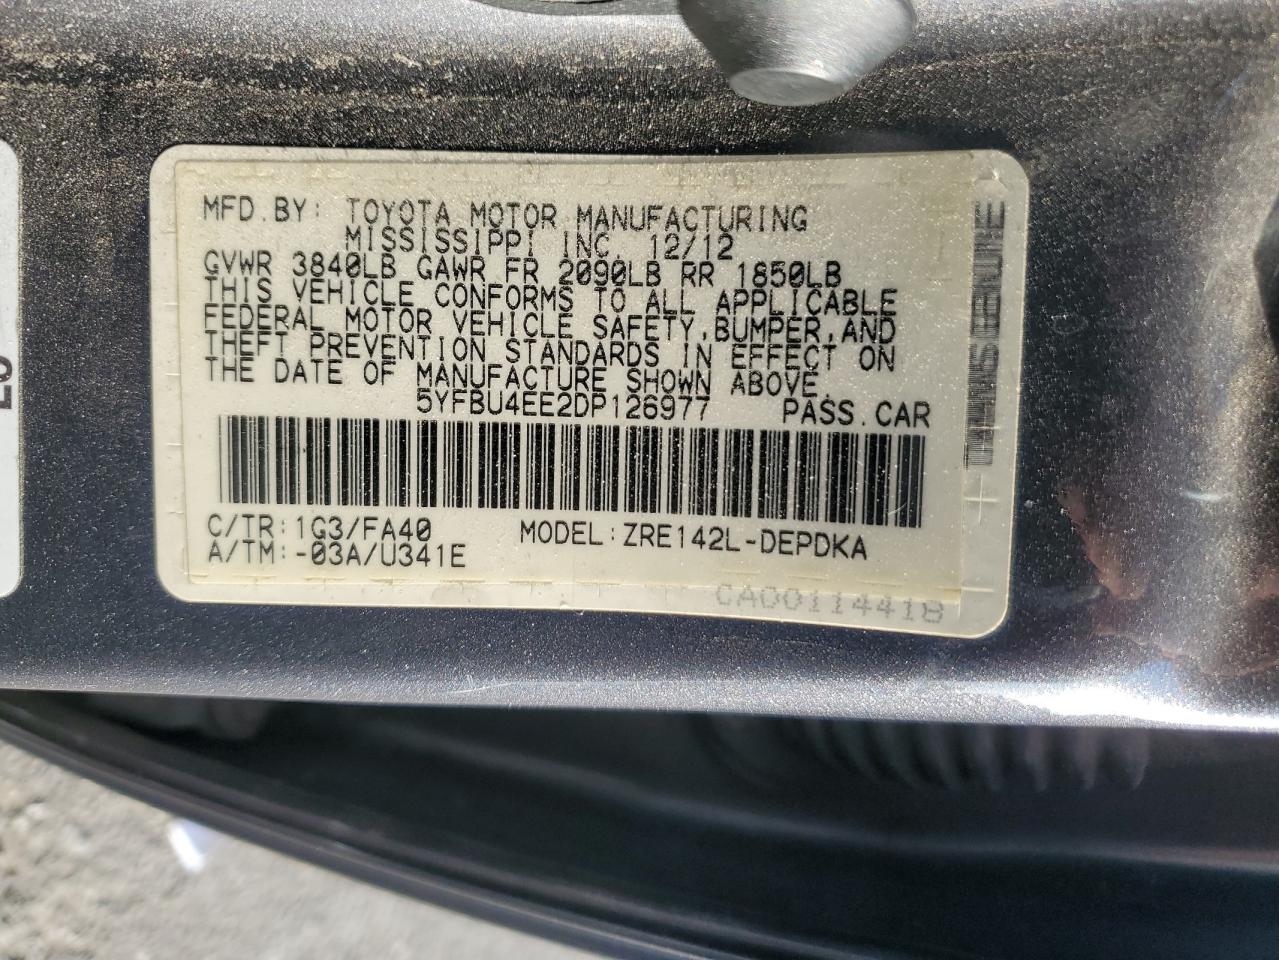 MFD.BY: TOYOTA MOTOR MANUFACTURING
MISSISSIPPI INC. 12/12
GVWR 3840LB GAWR FR 2090LB RR 1850LB
THIS VEHICLE CONFORMS TO ALL APPLICABLE
FEDERAL MOTOR VEHICLE SAFETY,BUMPER,AND
THEFT PREVENTION STANDARDS IN EFFECT ON
THE DATE OF MANUFACTURE SHOWN ABOVE.
5YFBU4EE2DP126977 PASS.CAR
C/TR:1G3/FA40 MODEL:ZRE142L-DEPDKA
A/TM:-03A/U341E
CA00114418